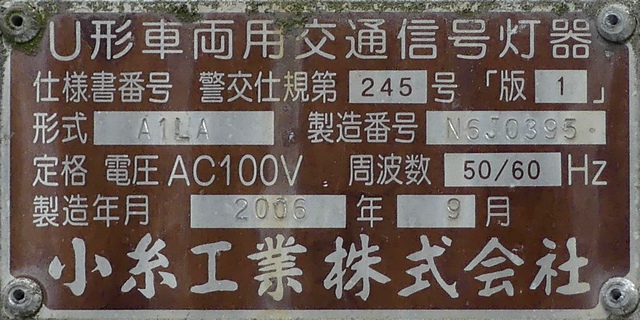 U形車両用交通信号灯器
仕様書番号 警交仕規第 245 号 「版 1 」
形式 A1LA 製造番号 N6J0395
定格 電圧 AC100V 周波数 50/60 Hz
製造年月 2006 年 9 月
小糸工業株式会社